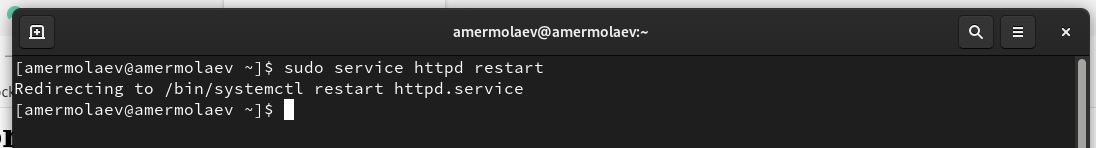 amermolaev@amermolaev:~
[amermolaev@amermolaev ~]$ sudo service httpd restart
Redirecting to /bin/systemctl restart httpd.service
[amermolaev@amermolaev ~]$